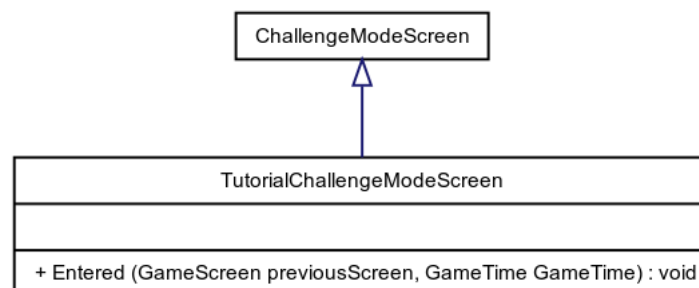 ChallengeModeScreen
TutorialChallengeModeScreen
+ Entered (GameScreen previousScreen, GameTime GameTime) : void